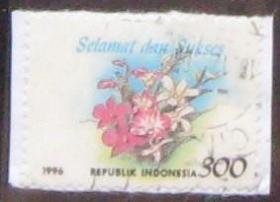 Selamat dan Sukses
1996 REPUBLIK INDONESIA 300